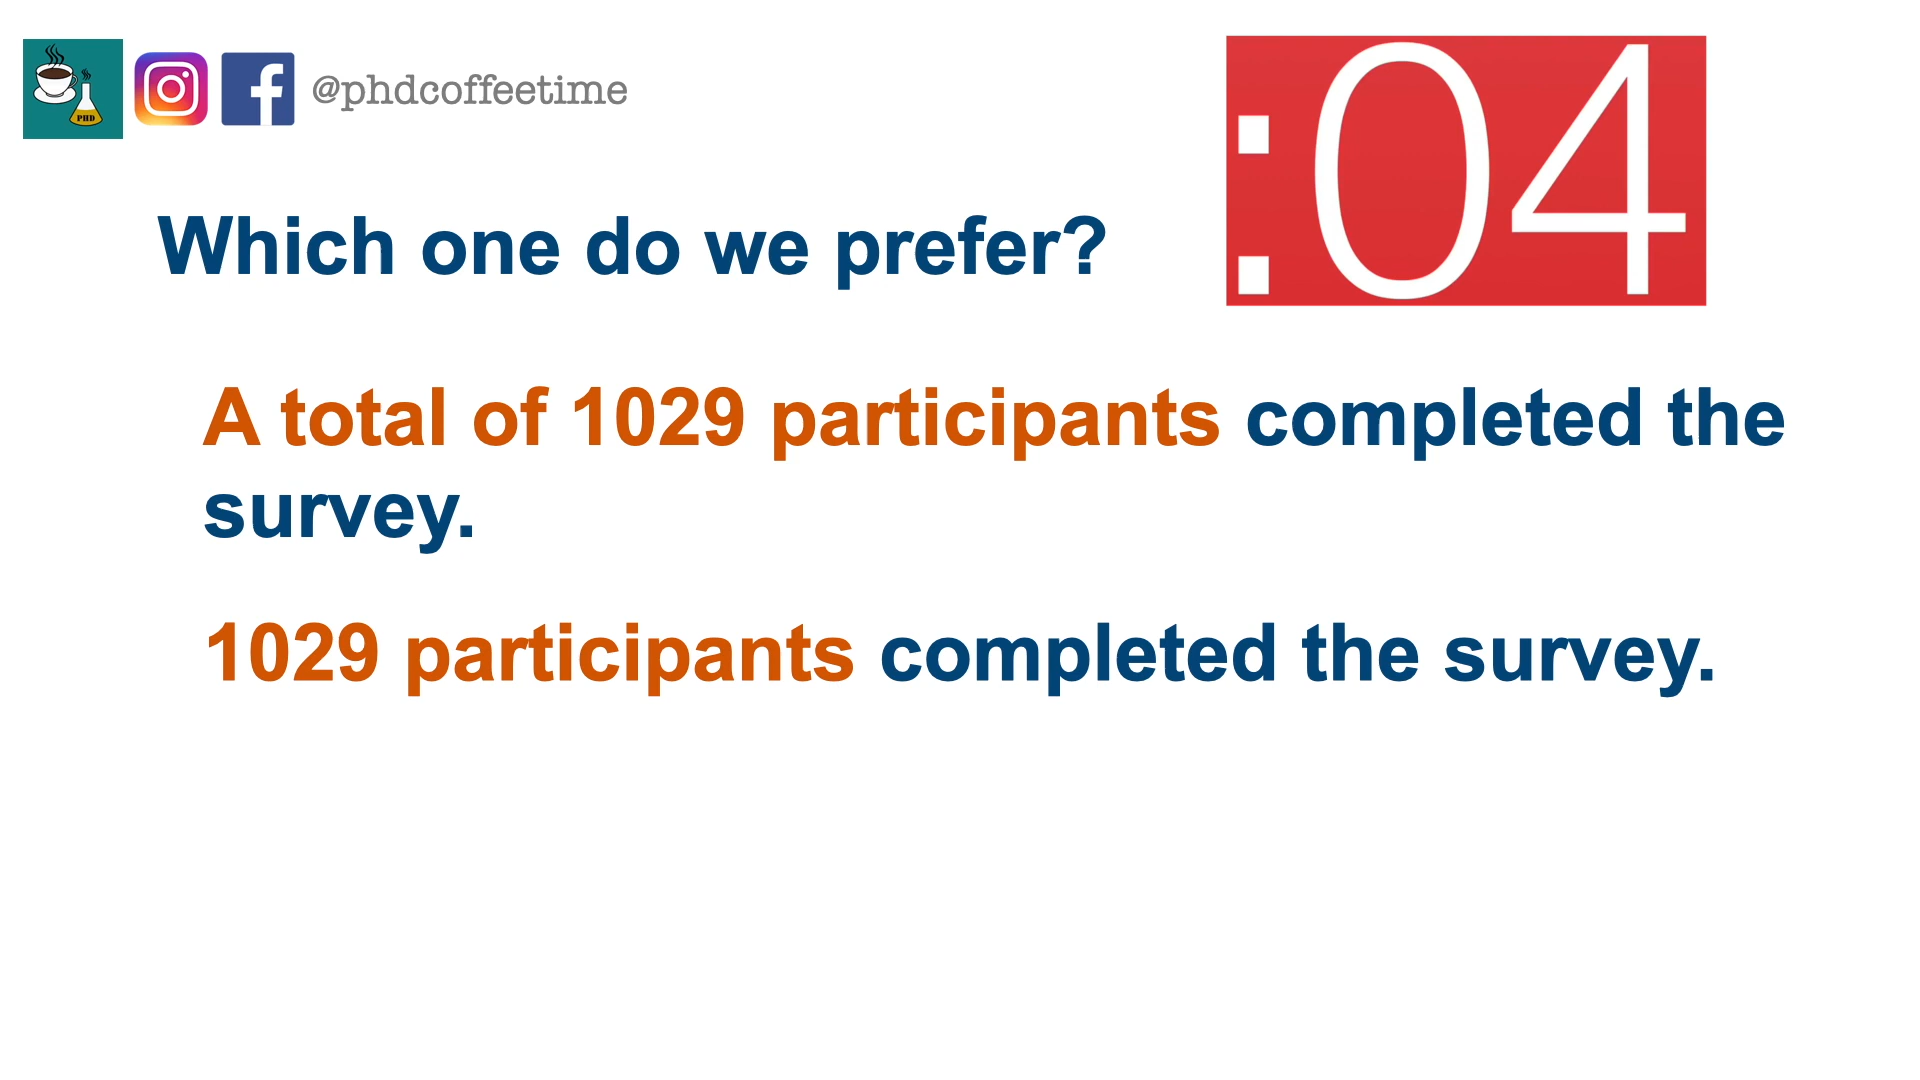 @phdcoffeetime
PHD
:04
Which one do we prefer?
A total of 1029 participants completed the
survey.
1029 participants completed the survey.